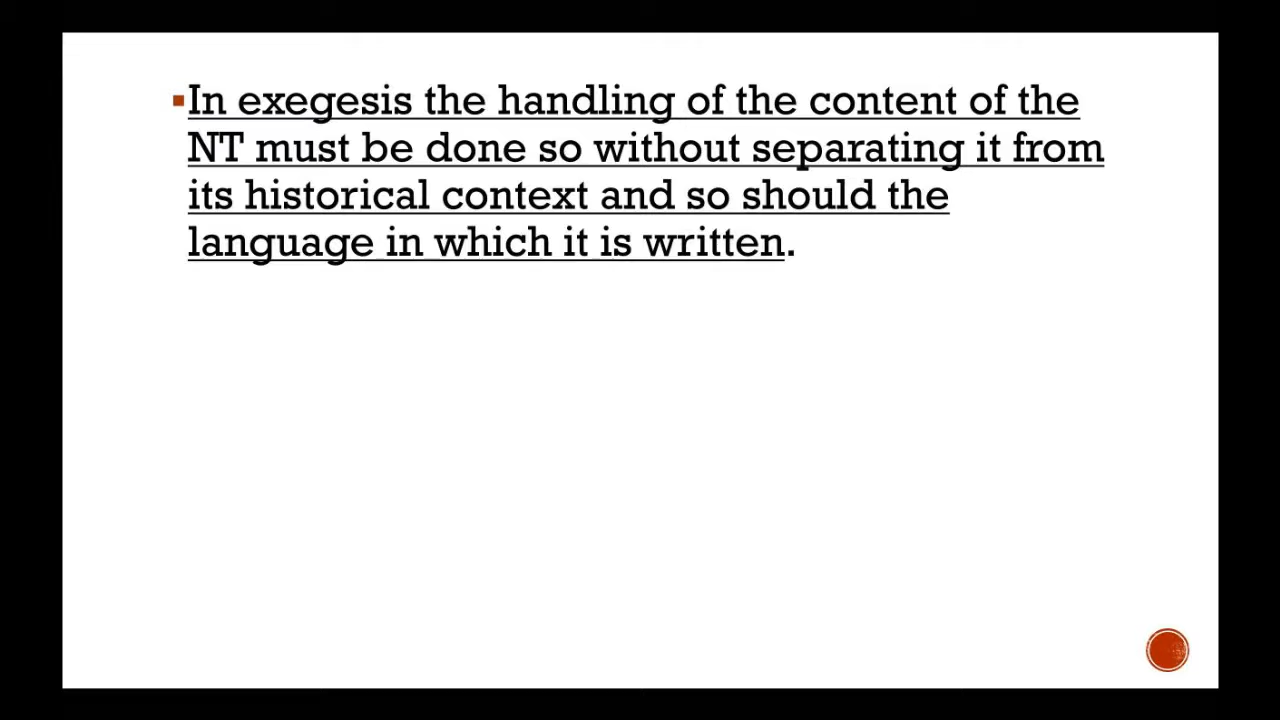 In exegesis the handling of the content of the
NT must be done so without separating it from
its historical context and so should the
language in which it is written.